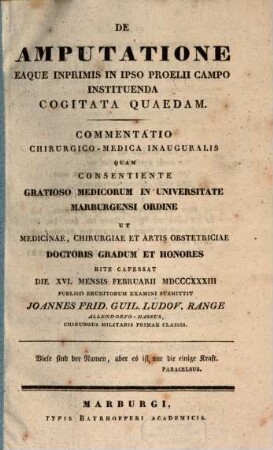 DE
AMPUTATIONE
EAQUE INPRIMIS IN IPSO PROELII CAMPO
INSTITUENDA
COGITATA QUAEDAM.
COMMENTATIO
CHIRURGICO-MEDICA INAUGURALIS
QUAM
CONSENTIENTE
GRATIOSO MEDICORUM IN UNIVERSITATE
MARBURGENSI ORDINE
UT
MEDICINAE, CHIRURGIAE ET ARTIS OBSTETRICIAE
DOCTORIS GRADUM ET HONORES
RITE CAPESSAT
DIE XVI. MENSIS FEBRUARII MDCCCXXXIII
PUBLICO ERUDITORUM EXAMINI SUBMITTIT
JOANNES FRID. GUIL. LUDOV. RANGE
ALLENDORFO-HASSUS,
CHIRURGUS MILITARIS PRIMAE CLASSIS.
Viele sind der Namen, aber es ist nur die einige Kraft.
PARACELSUS.
MARBURGI,
TYPIS BAYRHOFFERI ACADEMICIS.